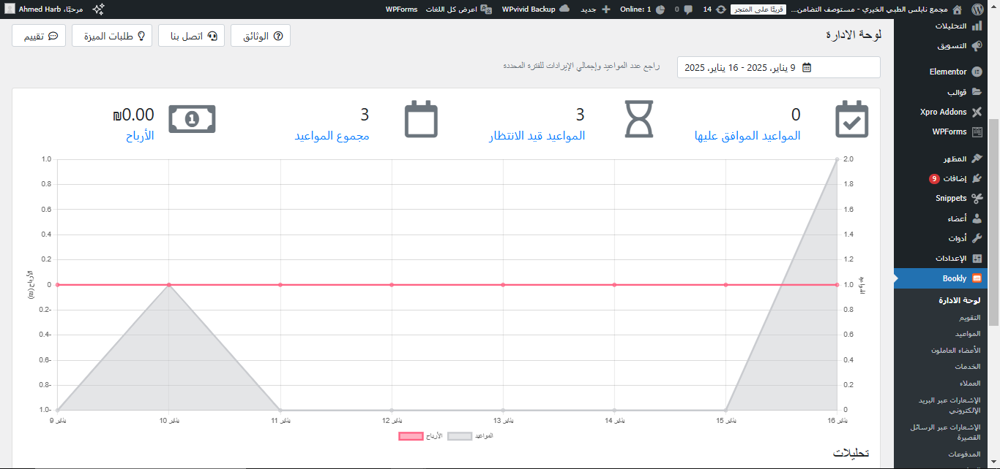 مجمع نابلس الطبي الخيري - مستوصف التضامن...
قريبًا على المتجر
14
0
Online: 1
جديد
WPvivid Backup
اعرض كل اللغات
WPForms
مرحبًا، Ahmed Harb
التحليلات
التسويق
Elementor
قوالب
Xpro Addons
WPForms
المظهر
إضافات 9
Snippets
أعضاء
أدوات
الإعدادات
Bookly
لوحة الادارة
التقويم
المواعيد
الأعضاء العاملون
الخدمات
العملاء
الإشعارات عبر البريد
الإلكتروني
الإشعارات عبر الرسائل
القصيرة
المدفوعات
لوحة الادارة
الوثائق
اتصل بنا
طلبات الميزة
تقييم
9 يناير، 2025 - 16 يناير، 2025
راجع عدد المواعيد وإجمالي الإيرادات للفترة المحددة
0
المواعيد الموافق عليها
3
المواعيد قيد الانتظار
3
مجموع المواعيد
₪0.00
الأرباح
1.0
0.8
0.6
0.4
0.2
0
0.2-
0.4-
0.6-
0.8-
1.0-
الأرباح (₪)
2.0
1.8
1.6
1.4
1.2
1.0
0.8
0.6
0.4
0.2
0
المواعيد
يناير 9
يناير 10
يناير 11
يناير 12
يناير 13
يناير 14
يناير 15
يناير 16
المواعيد
الأرباح
تحليلات